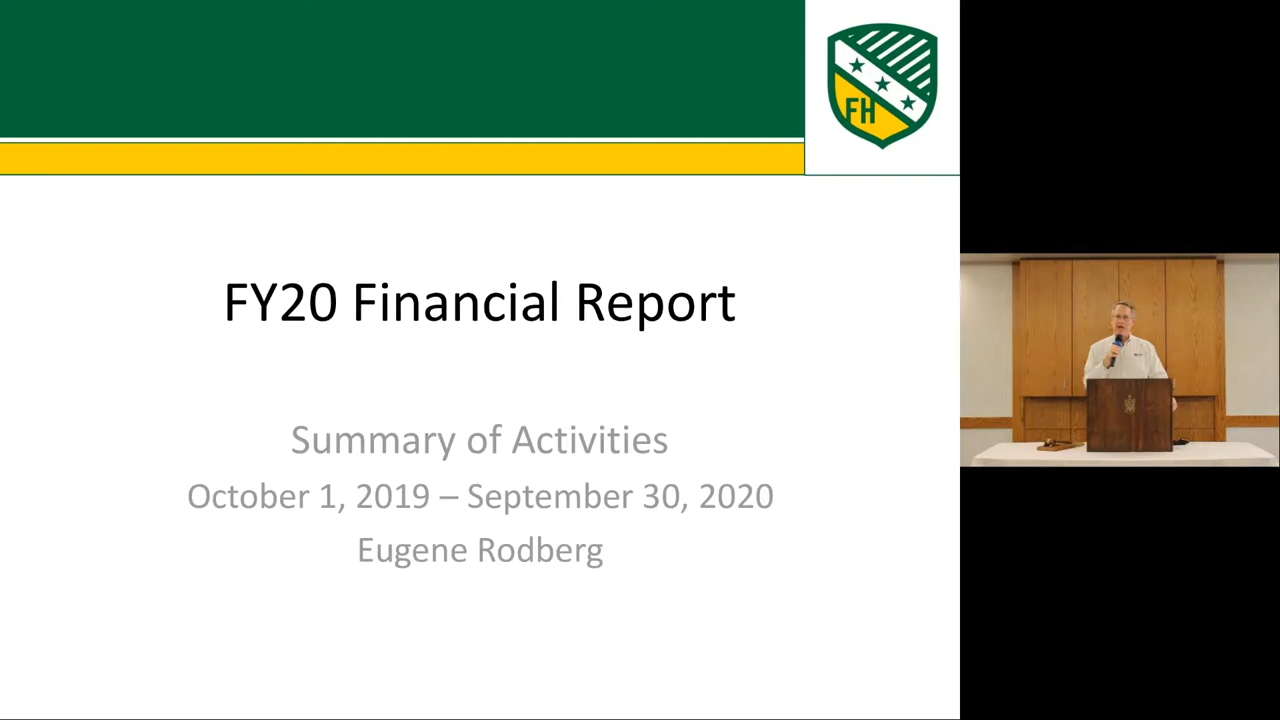 FH
FY20 Financial Report
Summary of Activities
October 1, 2019 – September 30, 2020
Eugene Rodberg